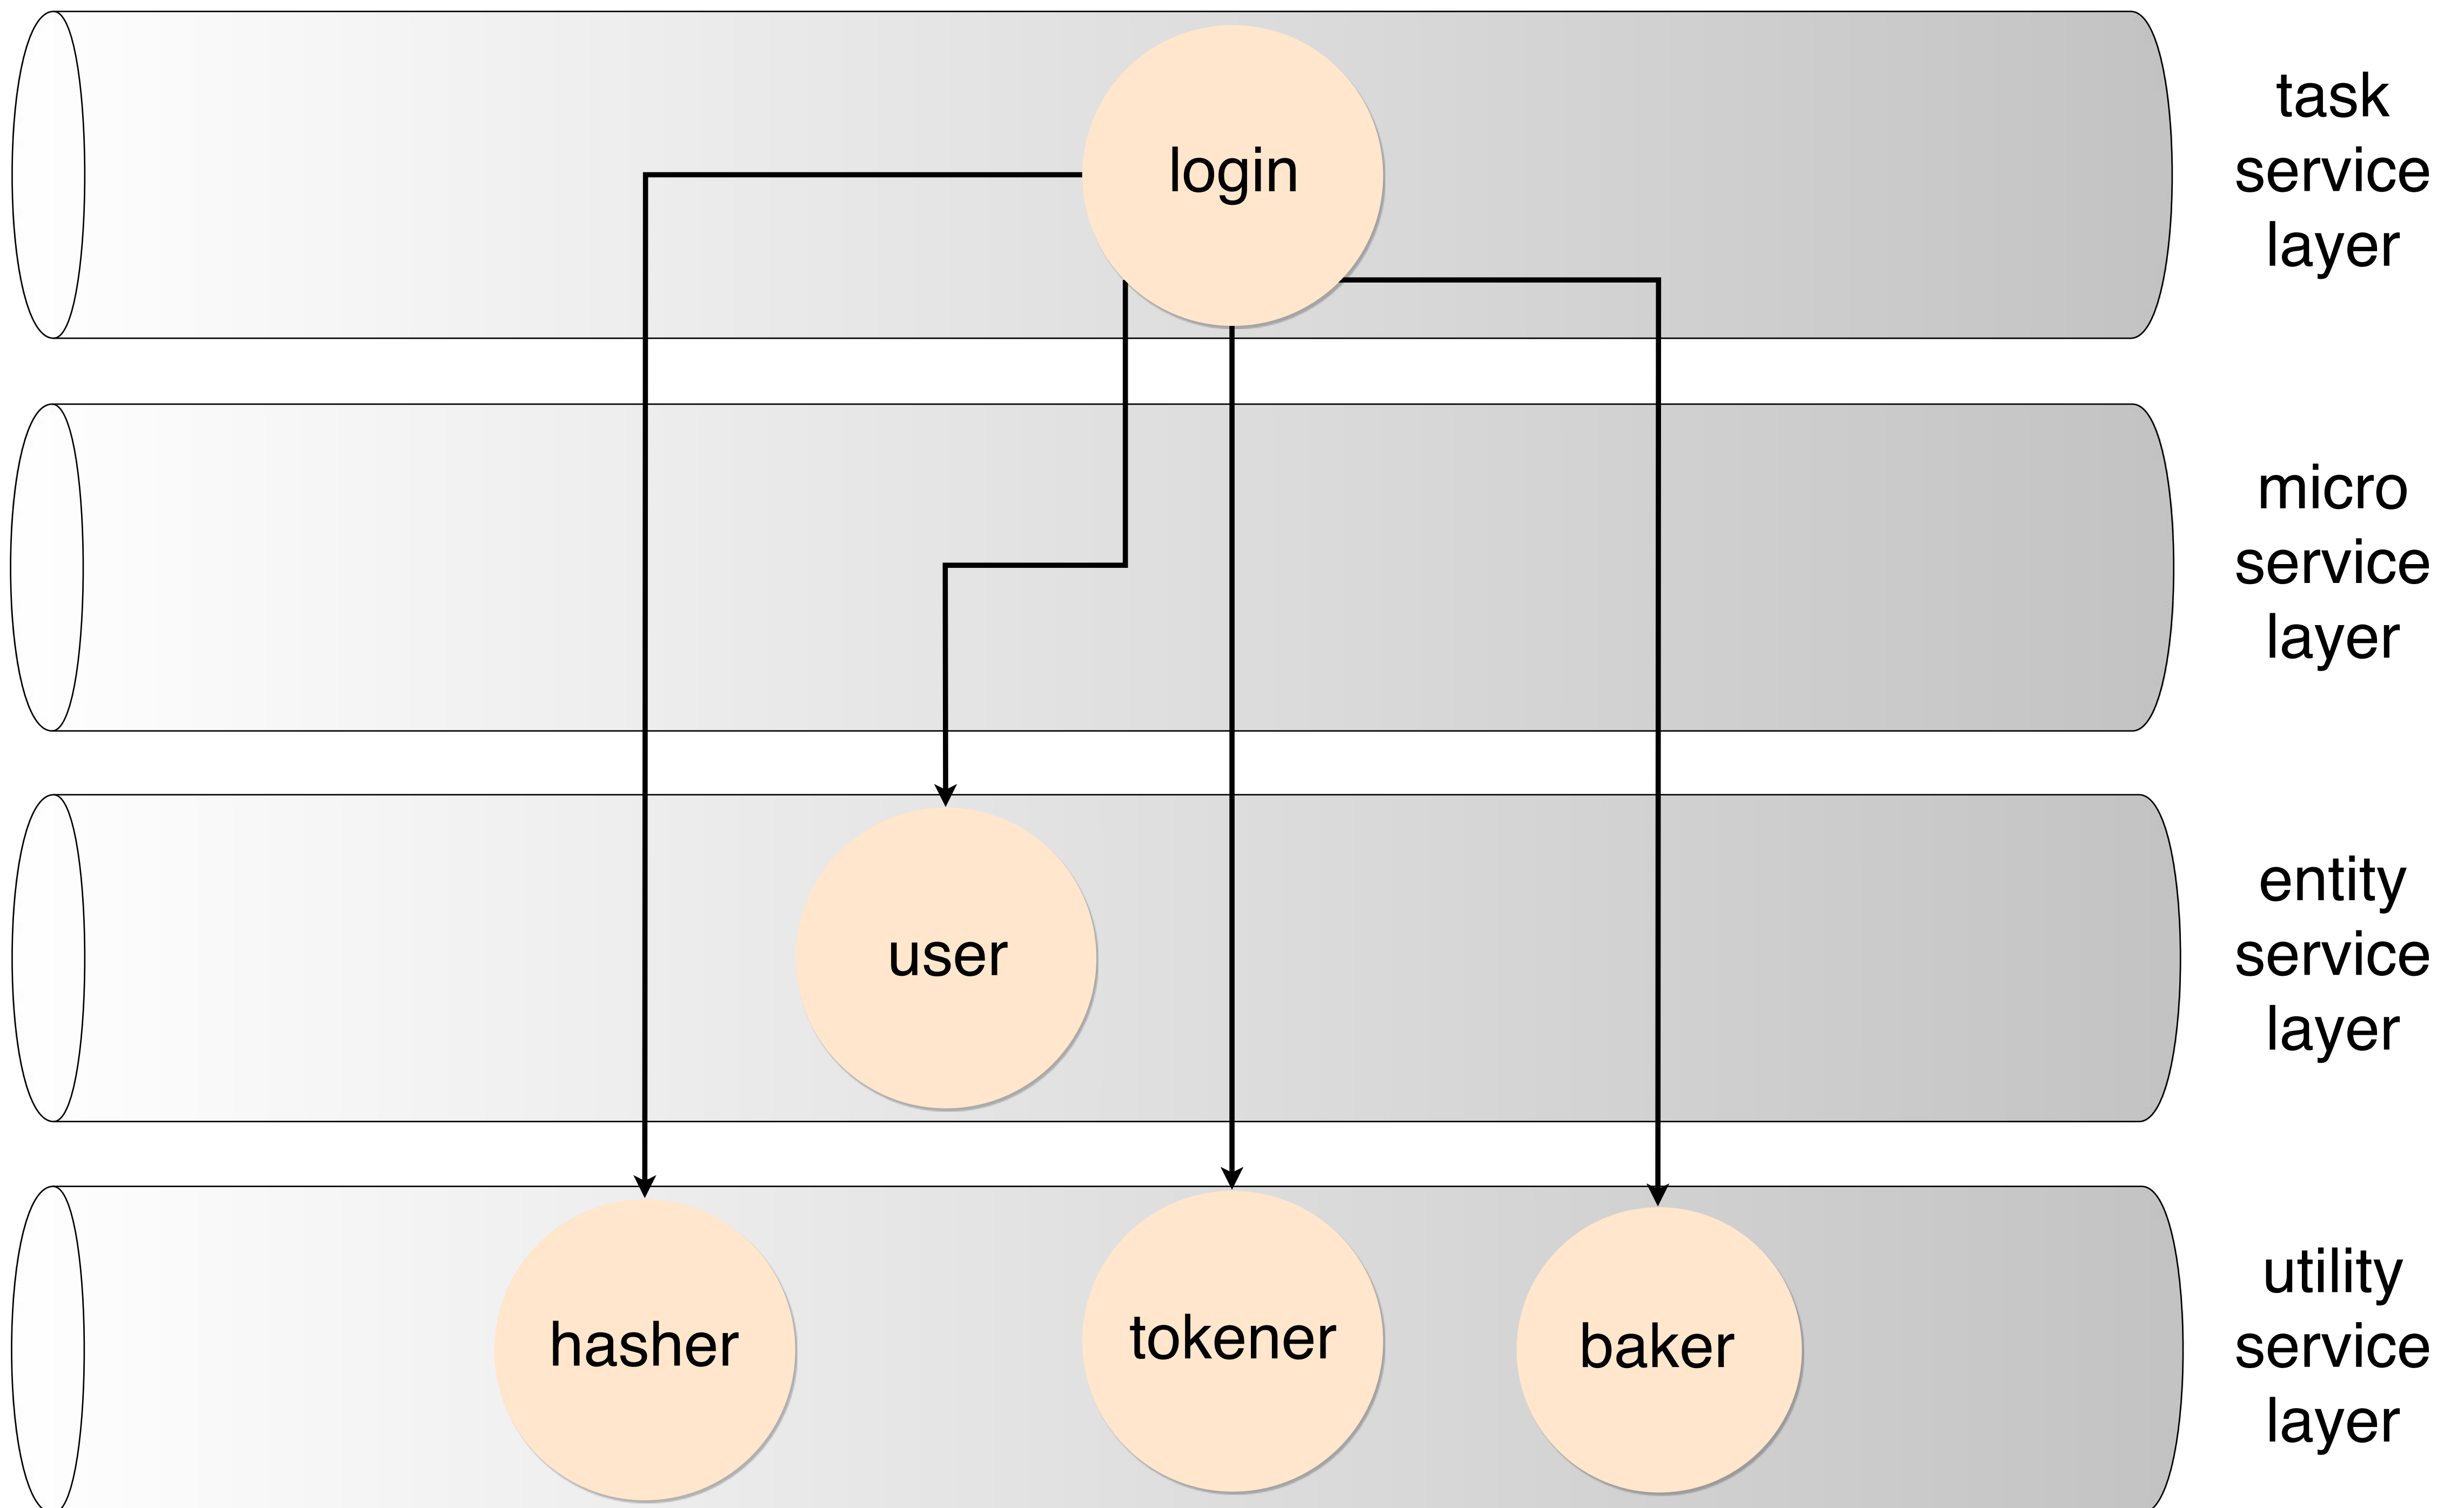 login
task
service
layer
micro
service
layer
user
entity
service
layer
hasher
tokener
baker
utility
service
layer